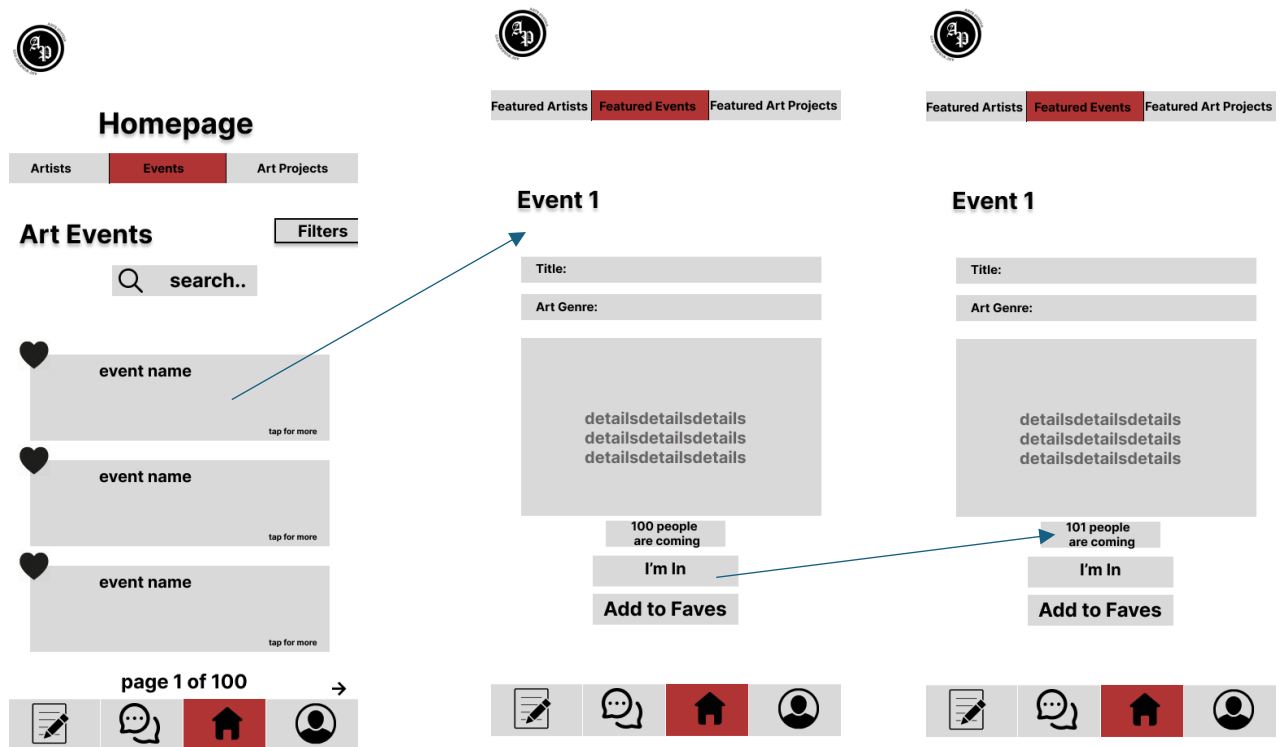 AP
Homepage
Artists
Events
Art Projects
Art Events
Filters
search..
event name
tap for more
event name
tap for more
event name
tap for more
page 1 of 100
AP
Featured Artists
Featured Events
Featured Art Projects
Event 1
Title:
Art Genre:
detailsdetailsdetails
detailsdetailsdetails
detailsdetailsdetails
100 people
are coming
I'm In
Add to Faves
AP
Featured Artists
Featured Events
Featured Art Projects
Event 1
Title:
Art Genre:
detailsdetailsdetails
detailsdetailsdetails
detailsdetailsdetails
101 people
are coming
I'm In
Add to Faves